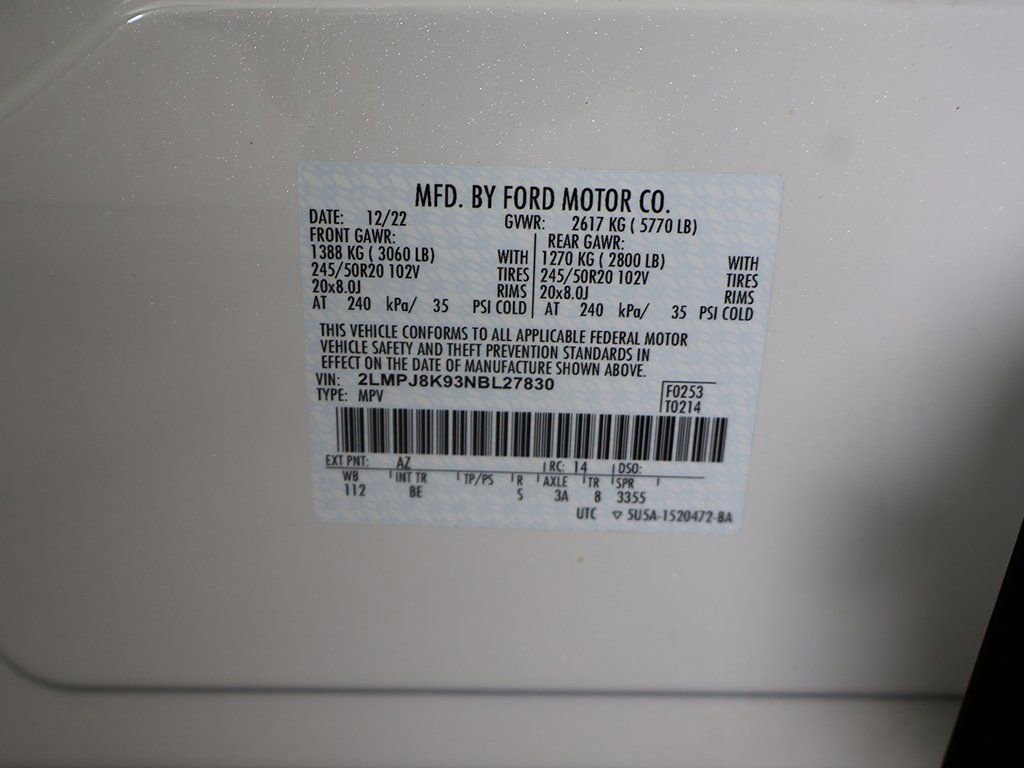 MFD. BY FORD MOTOR CO.
DATE: 12/22 GVWR: 2617 KG ( 5770 LB)
FRONT GAWR: REAR GAWR:
1388 KG ( 3060 LB) WITH 1270 KG ( 2800 LB) WITH
245/50R20 102V TIRES 245/50R20 102V TIRES
20x8.0J RIMS 20x8.0J RIMS
AT 240 kPa/ 35 PSI COLD AT 240 kPa/ 35 PSI COLD
THIS VEHICLE CONFORMS TO ALL APPLICABLE FEDERAL MOTOR
VEHICLE SAFETY AND THEFT PREVENTION STANDARDS IN
EFFECT ON THE DATE OF MANUFACTURE SHOWN ABOVE.
VIN: 2LMPJ8K93NBL27830 F0253
TYPE: MPV T0214
EXT PNT: AZ RC: 14 DSO:
WB INT TR TP/PS R AXLE TR SPR
112 BE S 3A 8 3355
UTC ▽ 5U5A-1520472-BA